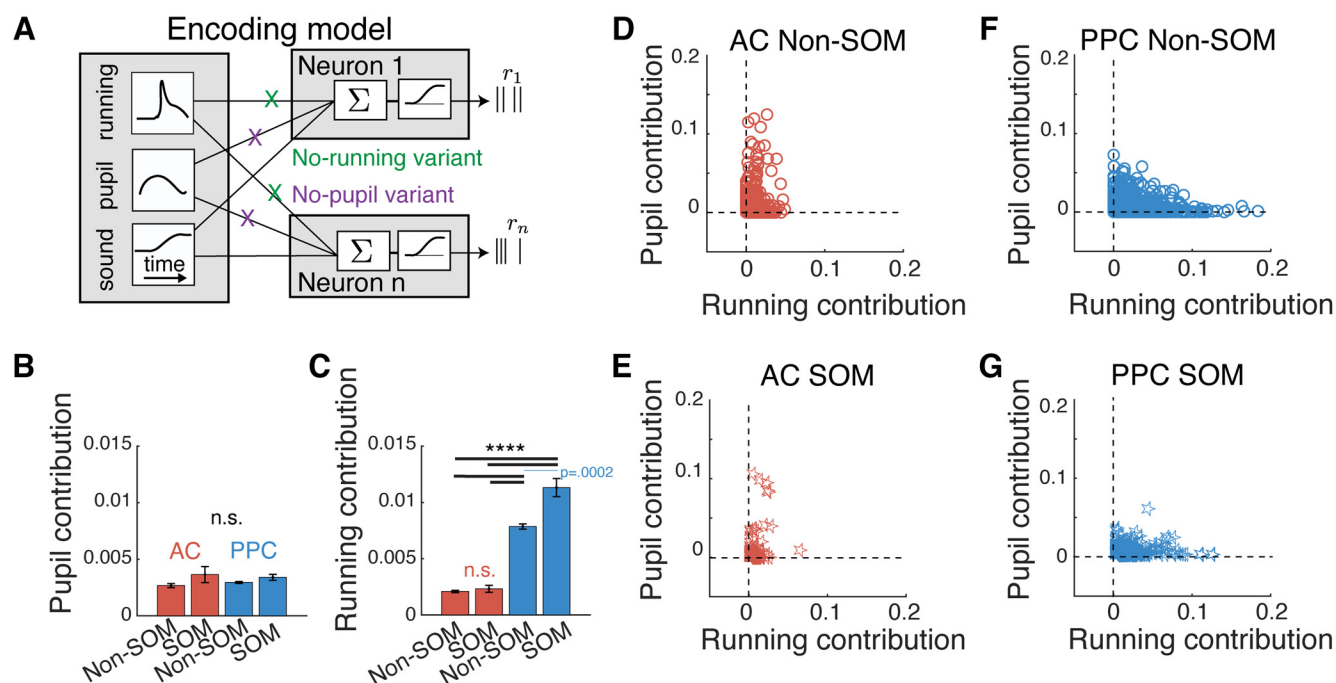 A
Encoding model
running
pupil
sound
time
Neuron 1
Σ
r1
X
X
No-running variant
No-pupil variant
X
X
Σ
rn
Neuron n
B
Pupil contribution
0.015
0.01
0.005
0
n.s.
AC
PPC
Non-SOM
SOM
Non-SOM
SOM
C
Running contribution
0.015
0.01
0.005
0
****
p=.0002
n.s.
Non-SOM
SOM
Non-SOM
SOM
D
AC Non-SOM
Pupil contribution
0.2
0.1
0
0
0.1
0.2
Running contribution
E
AC SOM
Pupil contribution
0.2
0.1
0
0
0.1
0.2
Running contribution
F
PPC Non-SOM
Pupil contribution
0.2
0.1
0
0
0.1
0.2
Running contribution
G
PPC SOM
Pupil contribution
0.2
0.1
0
0
0.1
0.2
Running contribution